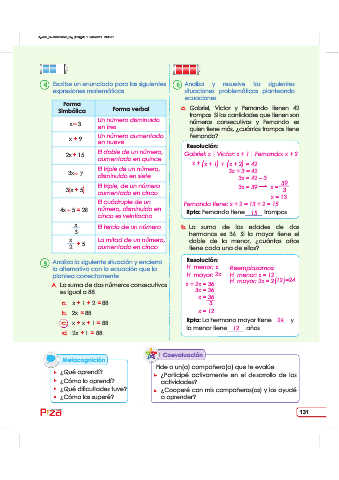 4 Escribe un enunciado para las siguientes
expresiones matemáticas
Forma
Simbólica
Forma verbal
x − 3
Un número disminuido
en tres
x + 9
Un número aumentado
en nueve
2x + 15
El doble de un número,
aumentado en quince
3x − 7
El triple de un número,
disminuido en siete
3(x + 5)
El triple, de un número
aumentado en cinco
4x − 5 = 28
El cuádruple de un
número, disminuido en
cinco es veintiocho
x
5
El tercio de un número
x
2
+ 5
La mitad de un número,
aumentado en cinco
5 Analiza la siguiente situación y encierra
la alternativa con la ecuación que la
plantea correctamente
A. La suma de dos números consecutivos
es igual a 88.
a. x + 1 + 2 = 88
b. 2x = 88
c. x + x + 1 = 88
d. 2x + 1 = 88
6 Analiza y resuelve las siguientes
situaciones problemáticas planteando
ecuaciones
a. Gabriel, Víctor y Fernando tienen 42
trompos. Si las cantidades que tienen son
números consecutivos y Fernando es
quien tiene más, ¿cuántos trompos tiene
Fernando?
Resolución:
Gabriel: x ; Víctor: x + 1 ; Fernando: x + 2
x + (x + 1) + (x + 2) = 42
3x + 3 = 42
3x = 42 − 3
3x = 39 ⟶ x = 39
3
x = 13
Fernando tiene: x + 2 = 13 + 2 = 15
Rpta: Fernando tiene 15 trompos
b. La suma de las edades de dos
hermanas es 36. Si la mayor tiene el
doble de la menor, ¿cuántos años
tiene cada una de ellas?
Resolución:
H menor: x
H mayor: 2x
x + 2x = 36
3x = 36
x = 36
3
x = 12
Reemplazamos:
H menor: x = 12
H mayor: 2x = 2(12) = 24
Rpta: La hermana mayor tiene 24 y
la menor tiene 12 años
Metacognición
¿Qué aprendí?
¿Cómo lo aprendí?
¿Qué dificultades tuve?
¿Cómo las superé?
Coevaluación
Pide a un(a) compañero(a) que te evalúe
¿Participé activamente en el desarrollo de las
actividades?
¿Cooperé con mis compañeros(as) y los ayudé
a aprender?
131